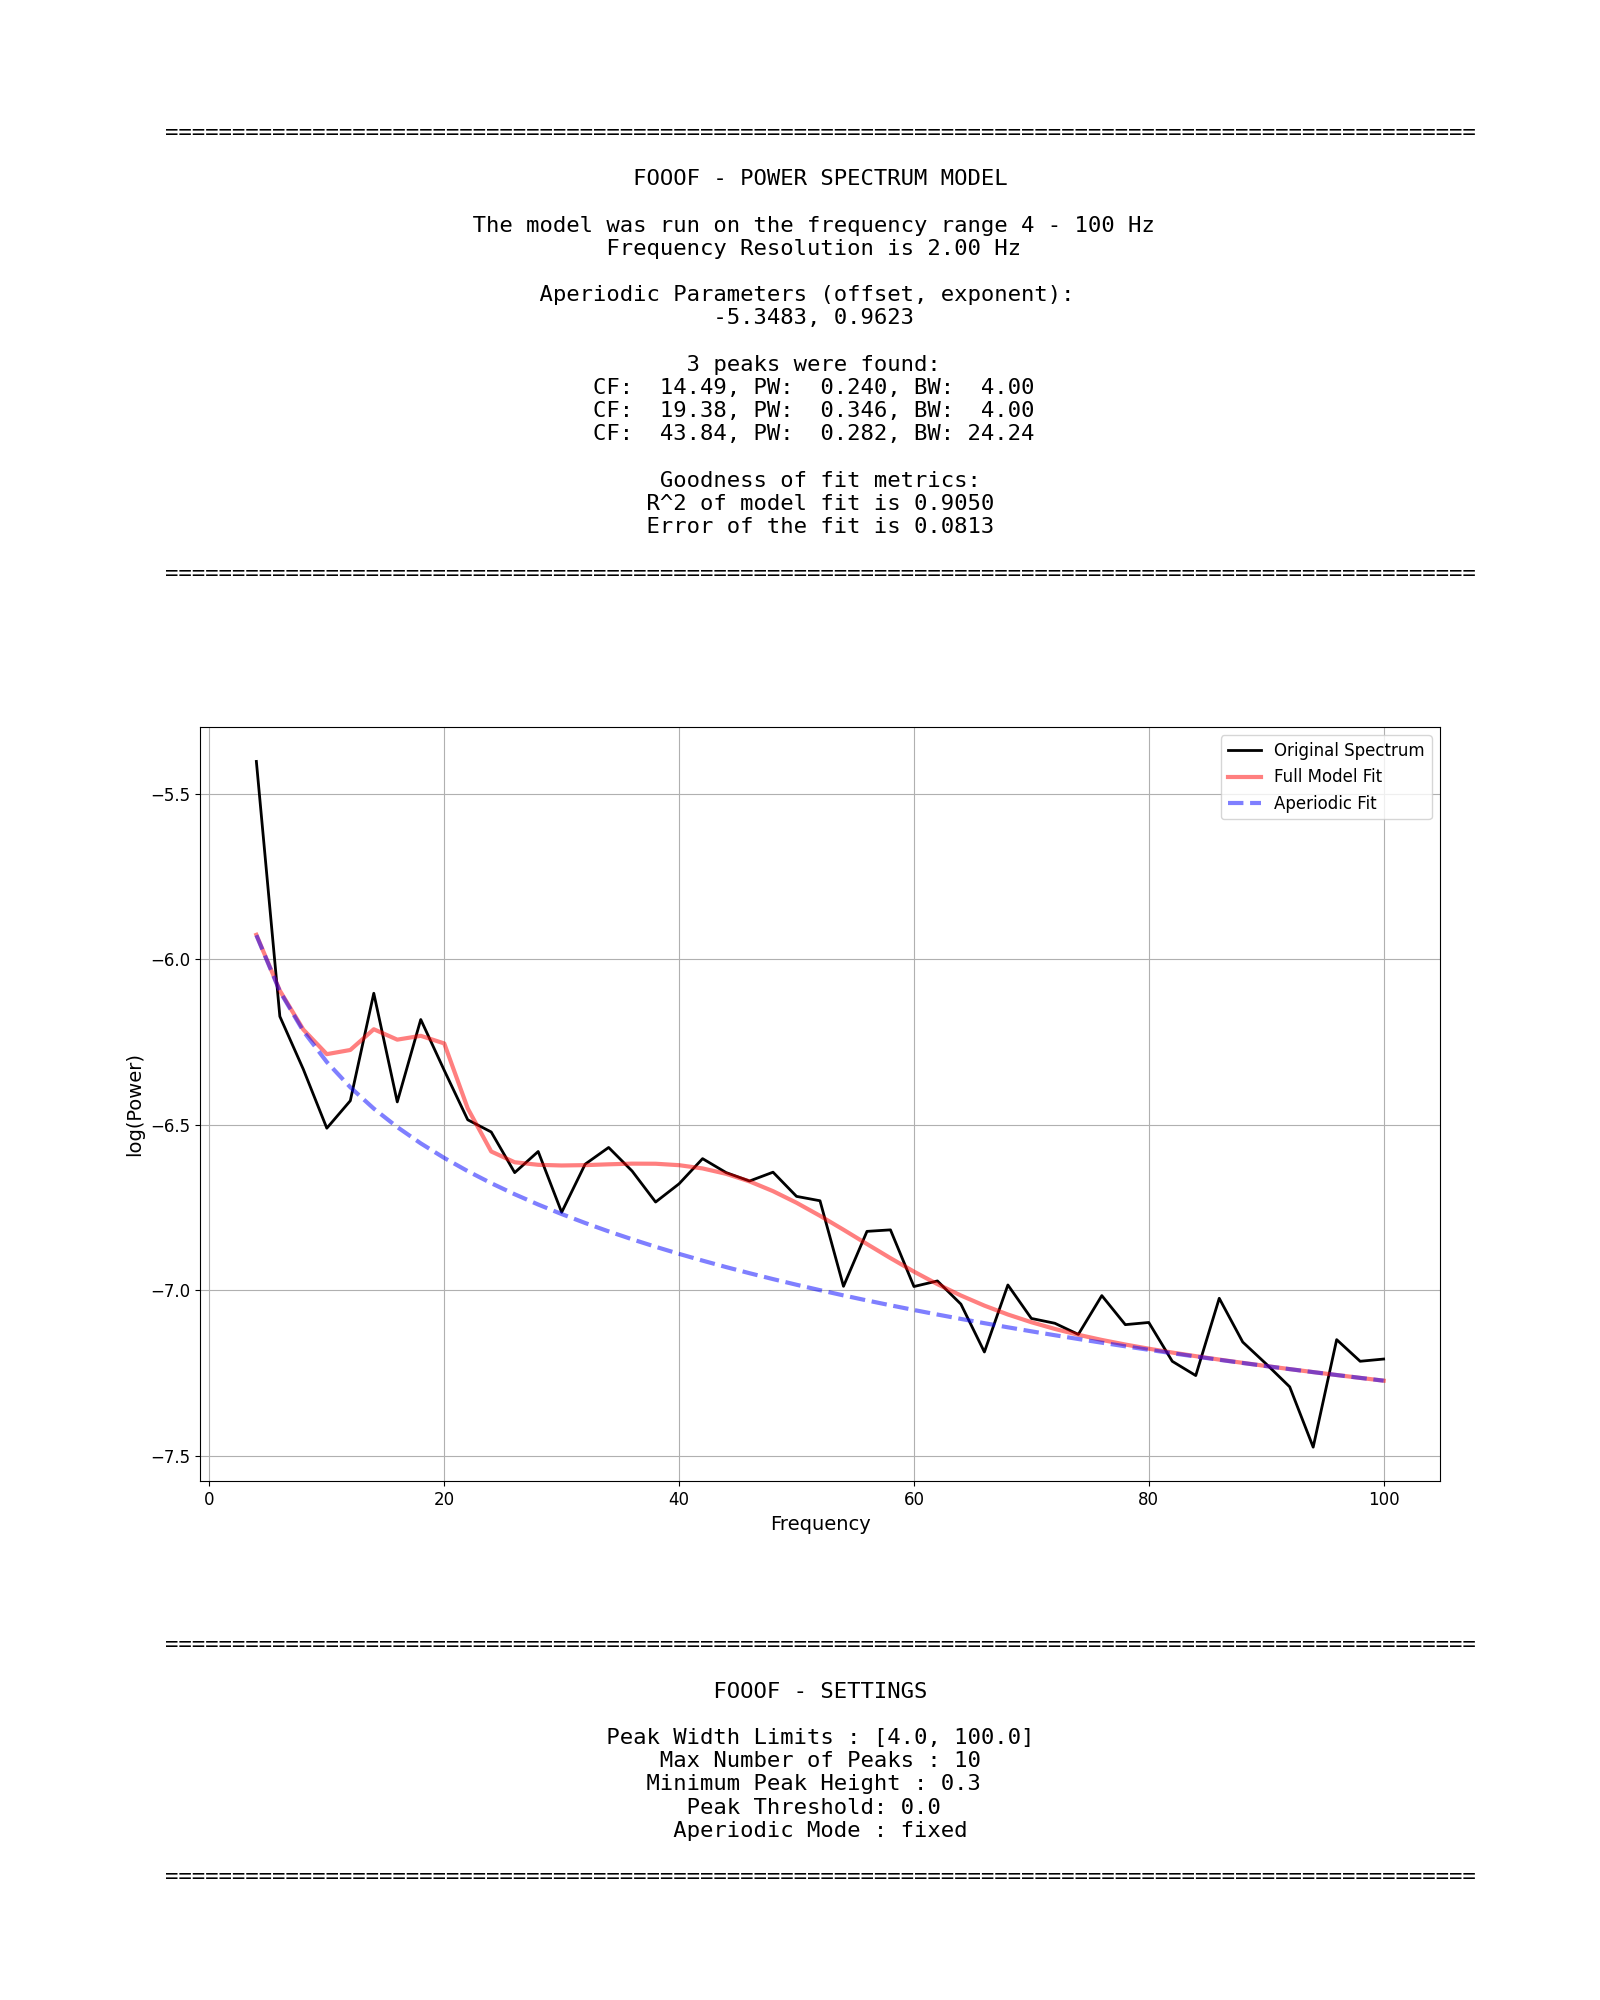 ==================================================================================================
FOOOF - POWER SPECTRUM MODEL
The model was run on the frequency range 4 - 100 Hz
Frequency Resolution is 2.00 Hz
Aperiodic Parameters (offset, exponent):
-5.3483, 0.9623
3 peaks were found:
CF:  14.49, PW:  0.240, BW:  4.00
CF:  19.38, PW:  0.346, BW:  4.00
CF:  43.84, PW:  0.282, BW: 24.24
Goodness of fit metrics:
R^2 of model fit is 0.9050
Error of the fit is 0.0813
==================================================================================================
Original Spectrum
Full Model Fit
Aperiodic Fit
−5.5
−6.0
−6.5
−7.0
−7.5
log(Power)
0 20 40 60 80 100
Frequency
==================================================================================================
FOOOF - SETTINGS
Peak Width Limits : [4.0, 100.0]
Max Number of Peaks : 10
Minimum Peak Height : 0.3
Peak Threshold: 0.0
Aperiodic Mode : fixed
==================================================================================================